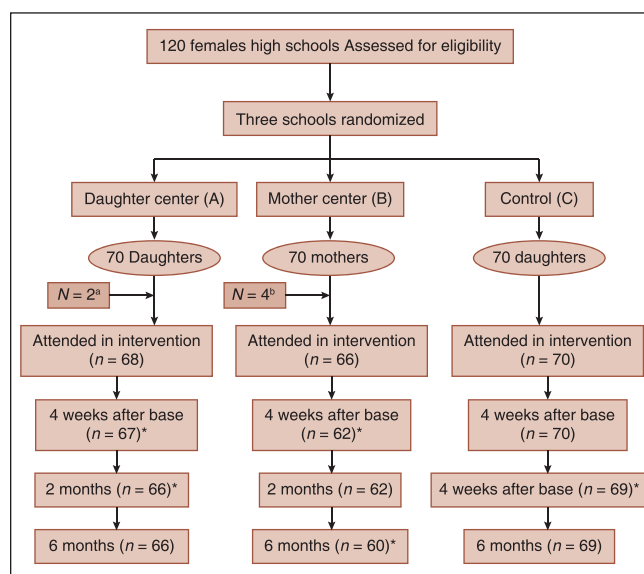 120 females high schools Assessed for eligibility
Three schools randomized
Daughter center (A)
Mother center (B)
Control (C)
70 Daughters
70 mothers
70 daughters
N = 2ᵃ
N = 4ᵇ
Attended in intervention
(n = 68)
Attended in intervention
(n = 66)
Attended in intervention
(n = 70)
4 weeks after base
(n = 67)*
4 weeks after base
(n = 62)*
4 weeks after base
(n = 70)
2 months (n = 66)*
2 months (n = 62)
4 weeks after base (n = 69)*
6 months (n = 66)
6 months (n = 60)*
6 months (n = 69)